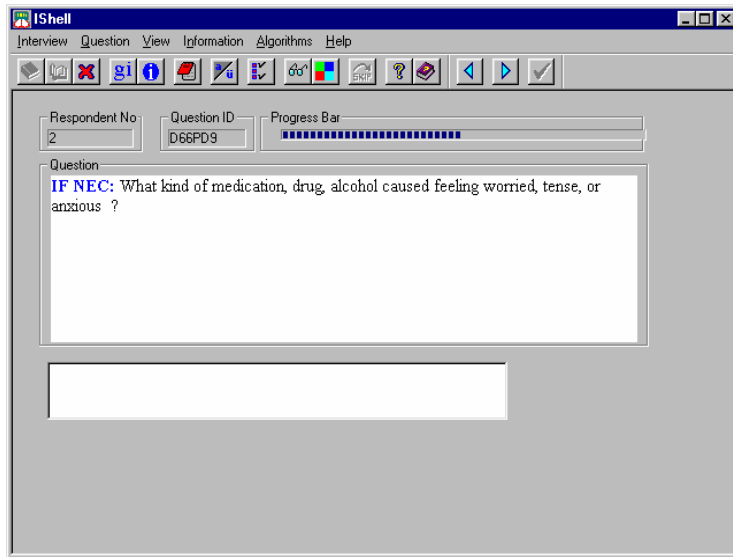 IShell
Interview Question View Information Algorithms Help
gi i a/ü SKIP ? ?
Respondent No Question ID Progress Bar
2 D66PD9
Question
IF NEC: What kind of medication, drug, alcohol caused feeling worried, tense, or
anxious ?